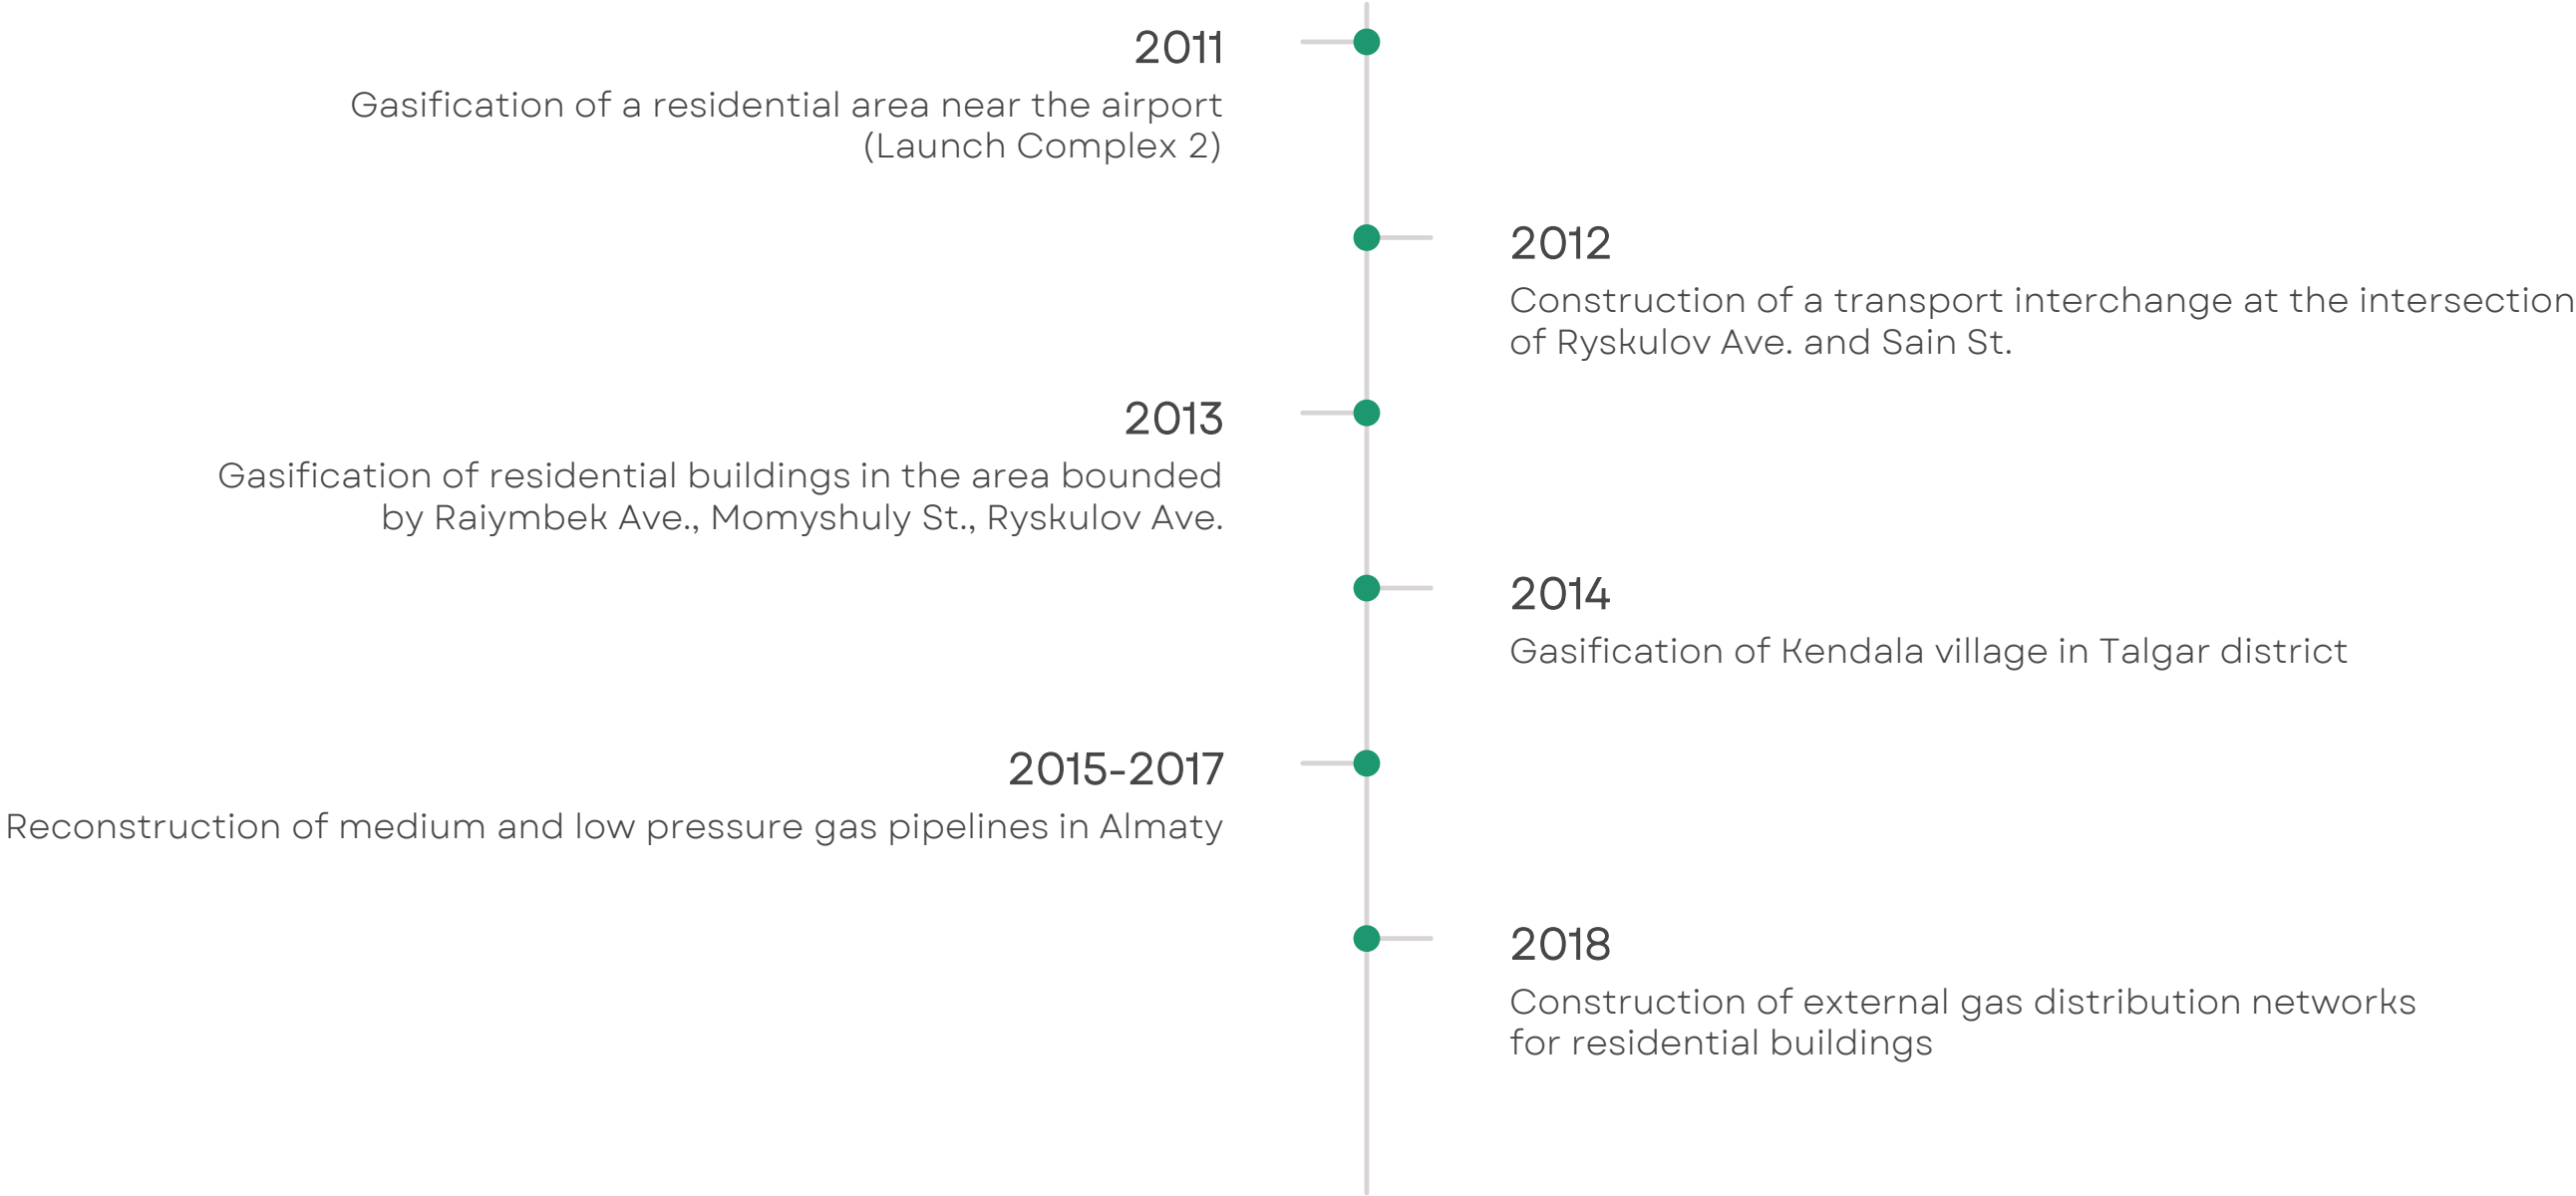 2011
Gasification of a residential area near the airport
(Launch Complex 2)
2012
Construction of a transport interchange at the intersection
of Ryskulov Ave. and Sain St.
2013
Gasification of residential buildings in the area bounded
by Raiymbek Ave., Momyshuly St., Ryskulov Ave.
2014
Gasification of Kendala village in Talgar district
2015-2017
Reconstruction of medium and low pressure gas pipelines in Almaty
2018
Construction of external gas distribution networks
for residential buildings